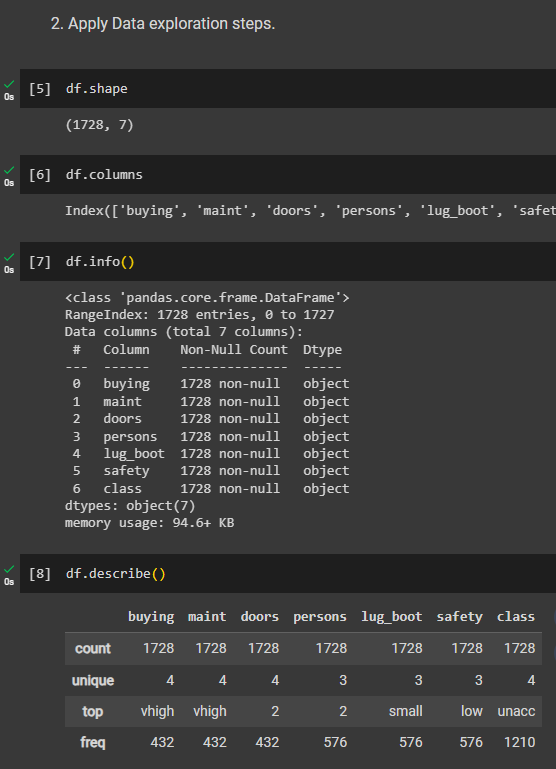 2. Apply Data exploration steps.
0s [5] df.shape
(1728, 7)
0s [6] df.columns
Index(['buying', 'maint', 'doors', 'persons', 'lug_boot', 'safet
0s [7] df.info()
<class 'pandas.core.frame.DataFrame'>
RangeIndex: 1728 entries, 0 to 1727
Data columns (total 7 columns):
 #   Column    Non-Null Count  Dtype
---  ------    --------------  -----
 0   buying    1728 non-null   object
 1   maint     1728 non-null   object
 2   doors     1728 non-null   object
 3   persons   1728 non-null   object
 4   lug_boot  1728 non-null   object
 5   safety    1728 non-null   object
 6   class     1728 non-null   object
dtypes: object(7)
memory usage: 94.6+ KB
0s [8] df.describe()
buying maint doors persons lug_boot safety class
count 1728 1728 1728 1728 1728 1728 1728
unique 4 4 4 3 3 3 4
top vhigh vhigh 2 2 small low unacc
freq 432 432 432 576 576 576 1210